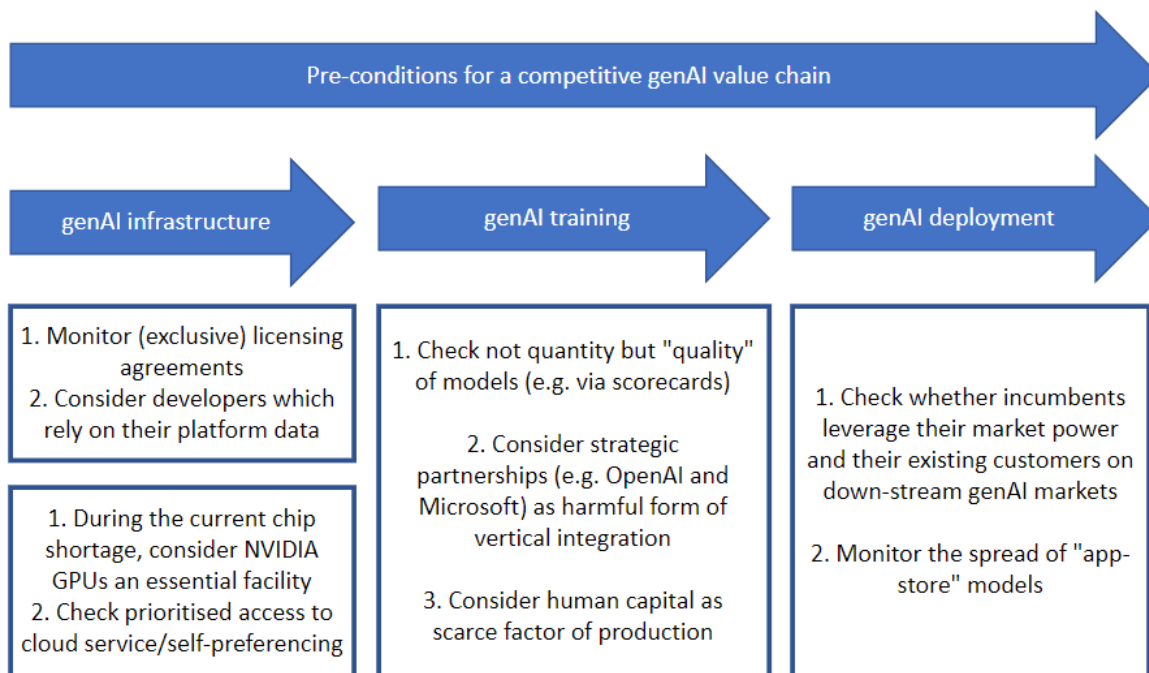 Pre-conditions for a competitive genAI value chain
genAI infrastructure
1. Monitor (exclusive) licensing
agreements
2. Consider developers which
rely on their platform data
1. During the current chip
shortage, consider NVIDIA
GPUs an essential facility
2. Check prioritised access to
cloud service/self-preferencing
genAI training
1. Check not quantity but "quality"
of models (e.g. via scorecards)
2. Consider strategic
partnerships (e.g. OpenAI and
Microsoft) as harmful form of
vertical integration
3. Consider human capital as
scarce factor of production
genAI deployment
1. Check whether incumbents
leverage their market power
and their existing customers on
down-stream genAI markets
2. Monitor the spread of "app-
store" models